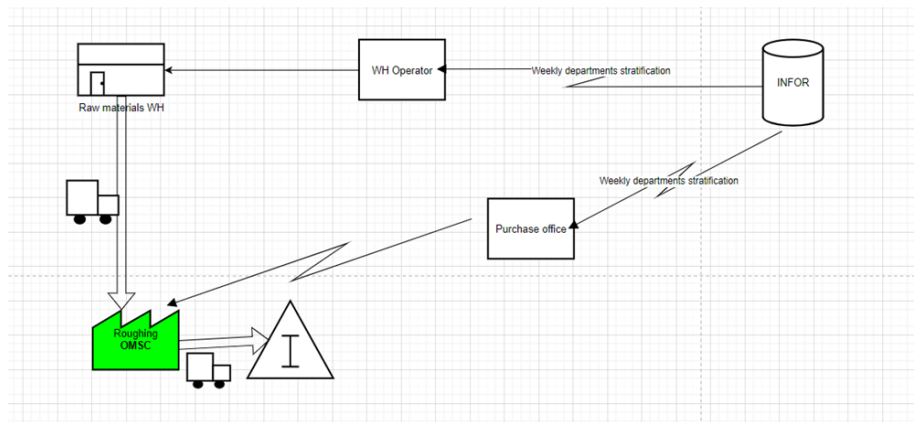 WH Operator
Weekly departments stratification
INFOR
Raw materials WH
Weekly departments stratification
Purchase office
Roughing
OMSC
I